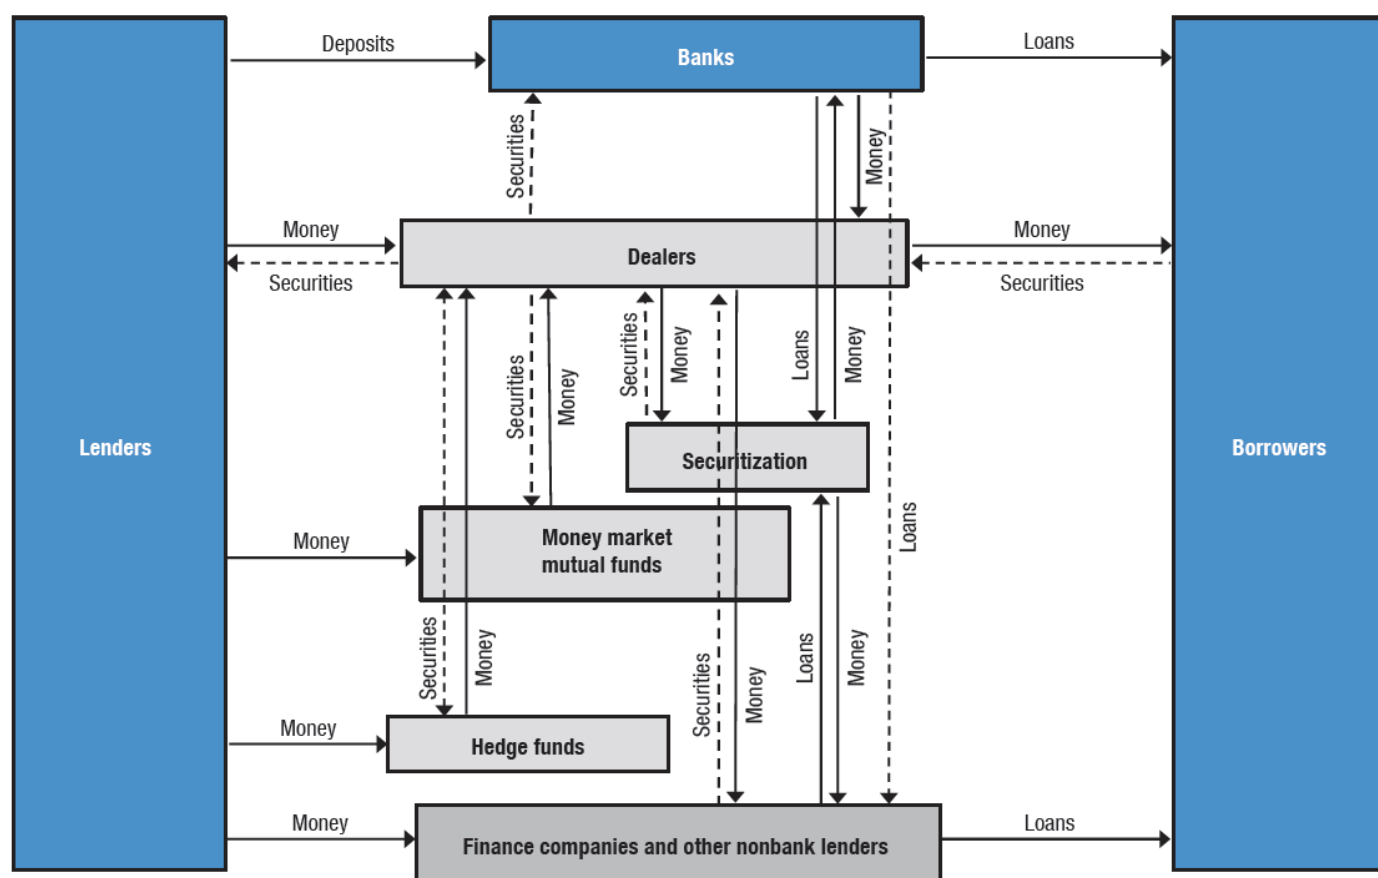 Deposits
Banks
Loans
Securities
Money
Money
Securities
Dealers
Money
Securities
Securities
Money
Securities
Money
Loans
Money
Lenders
Securitization
Borrowers
Money
Money market
mutual funds
Loans
Securities
Money
Securities
Money
Loans
Money
Money
Hedge funds
Money
Finance companies and other nonbank lenders
Loans